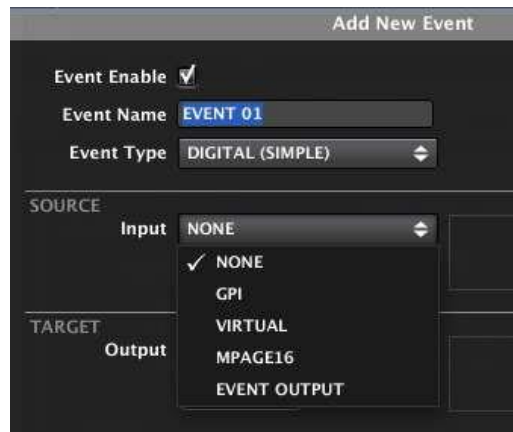 Add New Event
Event Enable
Event Name EVENT 01
Event Type DIGITAL (SIMPLE)
SOURCE
Input NONE
NONE
GPI
VIRTUAL
TARGET
Output
MPAGE16
EVENT OUTPUT